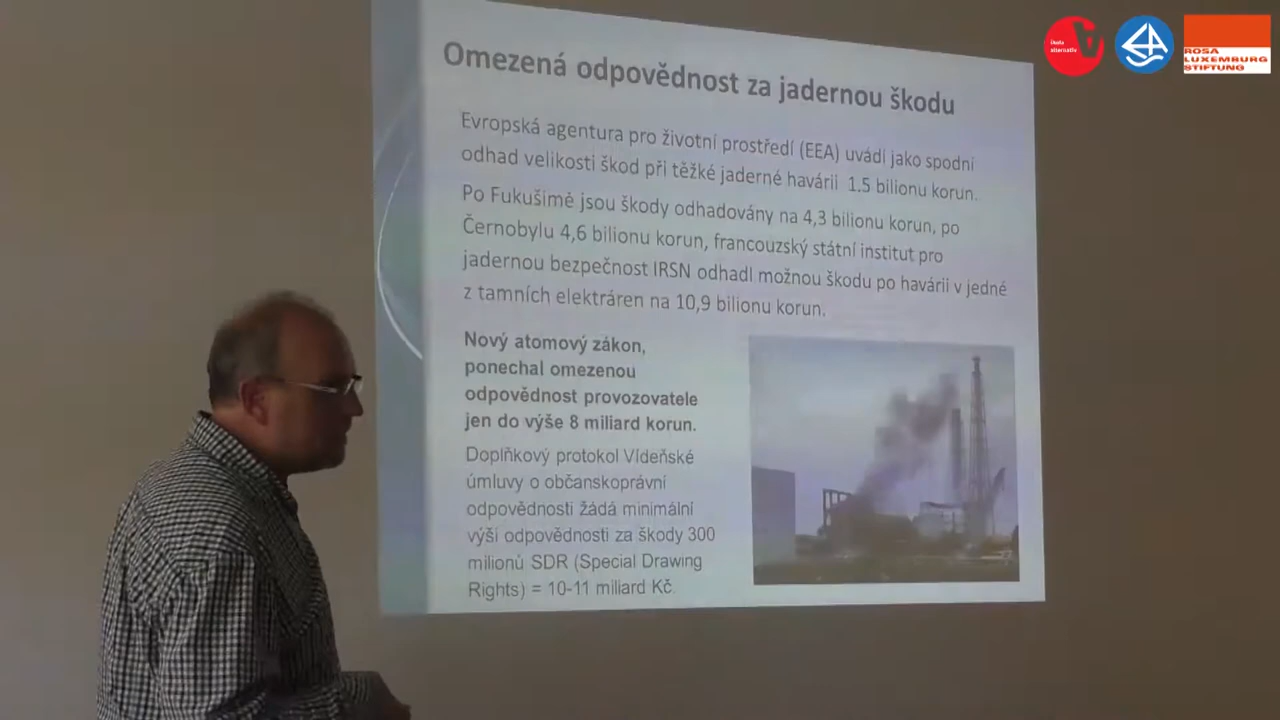 Omezená odpovědnost za jadernou škodu
Evropská agentura pro životní prostředí (EEA) uvádí jako spodní
odhad velikosti škod při těžké jaderné havárii 1.5 bilionu korun.
Po Fukušimě jsou škody odhadovány na 4,3 bilionu korun, po
Černobylu 4,6 bilionu korun, francouzský státní institut pro
jadernou bezpečnost IRSN odhadl možnou škodu po havárii v jedné
z tamních elektráren na 10,9 bilionu korun.
Nový atomový zákon,
ponechal omezenou
odpovědnost provozovatele
jen do výše 8 miliard korun.
Doplňkový protokol Vídeňské
úmluvy o občanskoprávní
odpovědnosti žádá minimální
výši odpovědnosti za škody 300
milionů SDR (Special Drawing
Rights) = 10-11 miliard Kč.
škola
alternativ
ROSA
LUXEMBURG
STIFTUNG